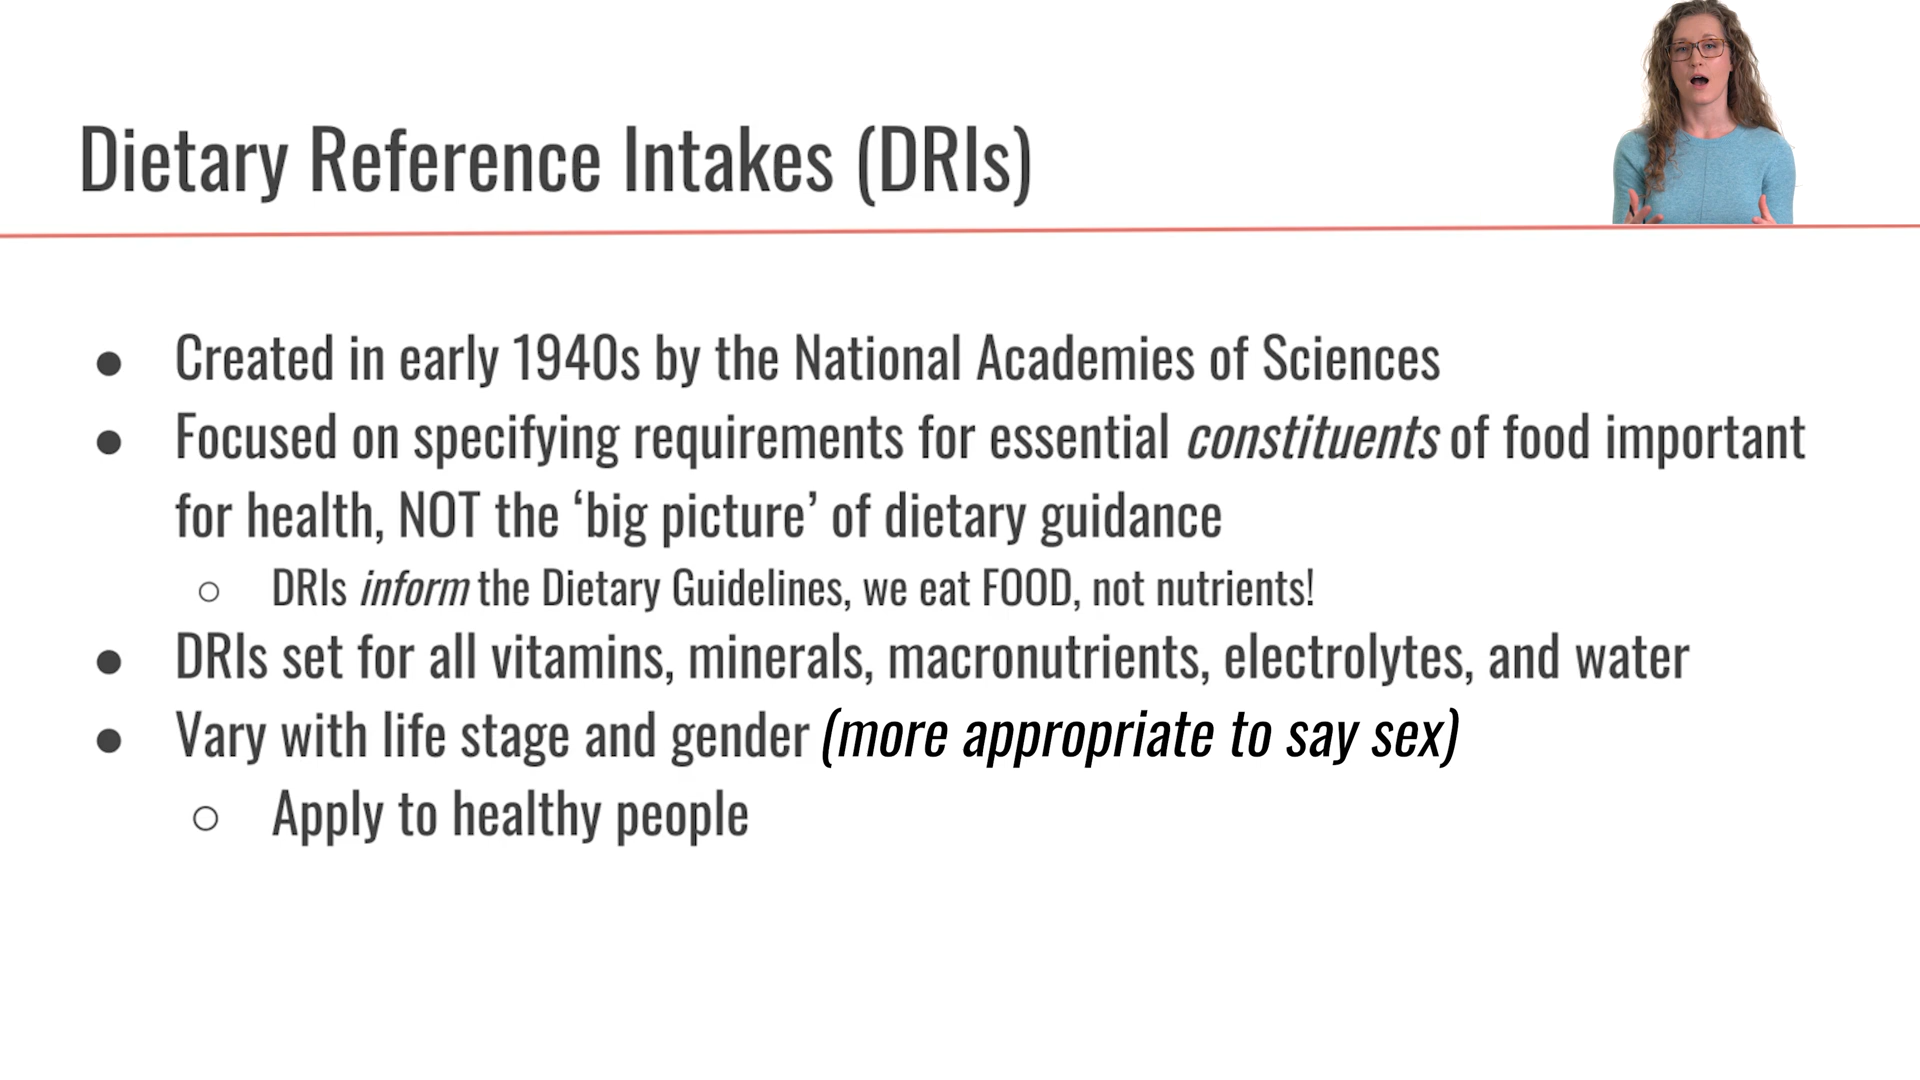 Dietary Reference Intakes (DRIs)
● Created in early 1940s by the National Academies of Sciences
● Focused on specifying requirements for essential constituents of food important
for health, NOT the ‘big picture’ of dietary guidance
○ DRIs inform the Dietary Guidelines, we eat FOOD, not nutrients!
● DRIs set for all vitamins, minerals, macronutrients, electrolytes, and water
● Vary with life stage and gender (more appropriate to say sex)
○ Apply to healthy people